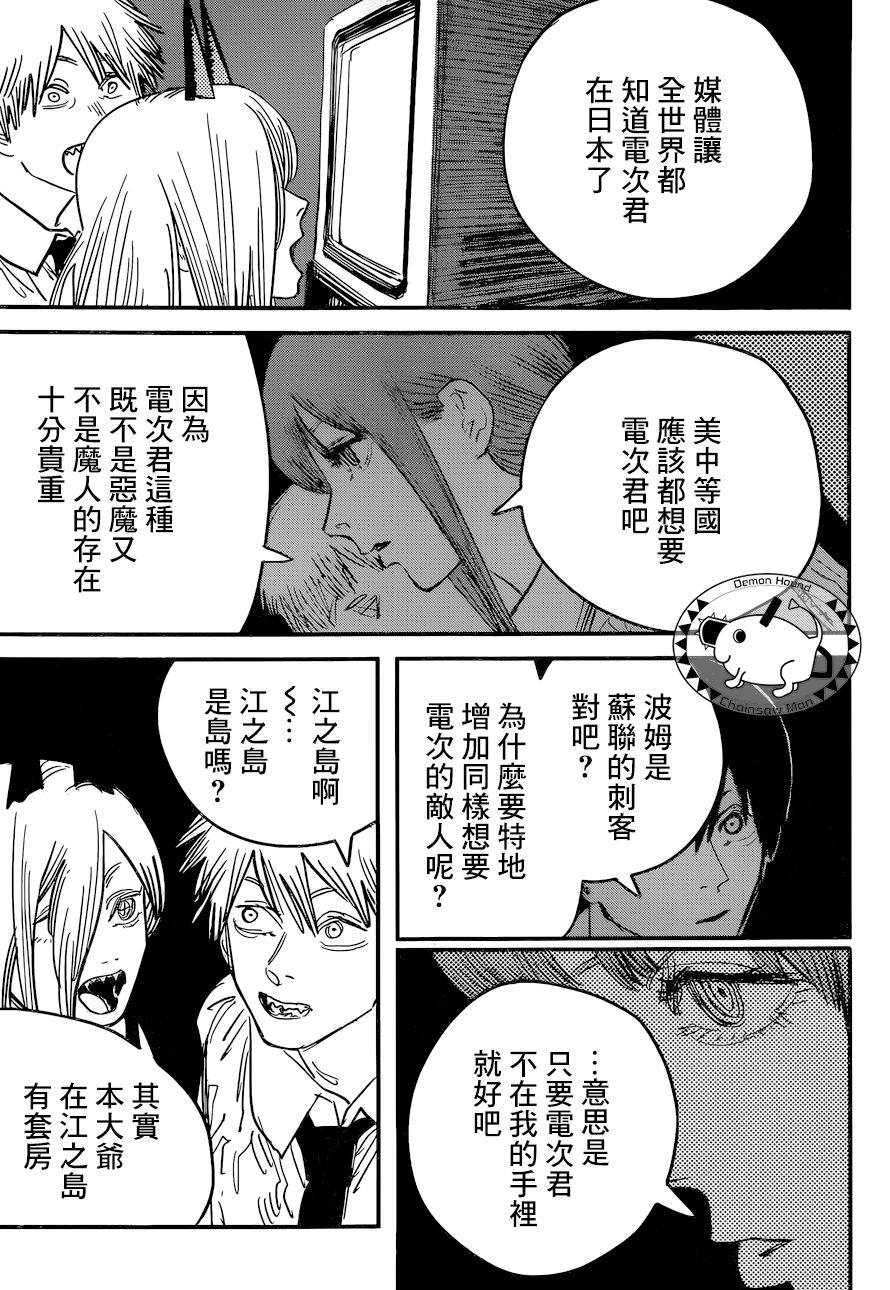 媒體讓
全世界都
知道電次君
在日本了
美中等國
應該都想要
電次君吧
因為
電次君這種
既不是惡魔又
不是魔人的存在
十分貴重
Demon Hound
Chainsaw Man
波姆是
蘇聯的刺客
對吧?
為什麼要特地
增加同樣想要
電次的敵人呢?
…意思是
只要電次君
不在我的手裡
就好吧
江之島啊
~…
江之島
是島嗎?
其實
本大爺
在江之島
有套房